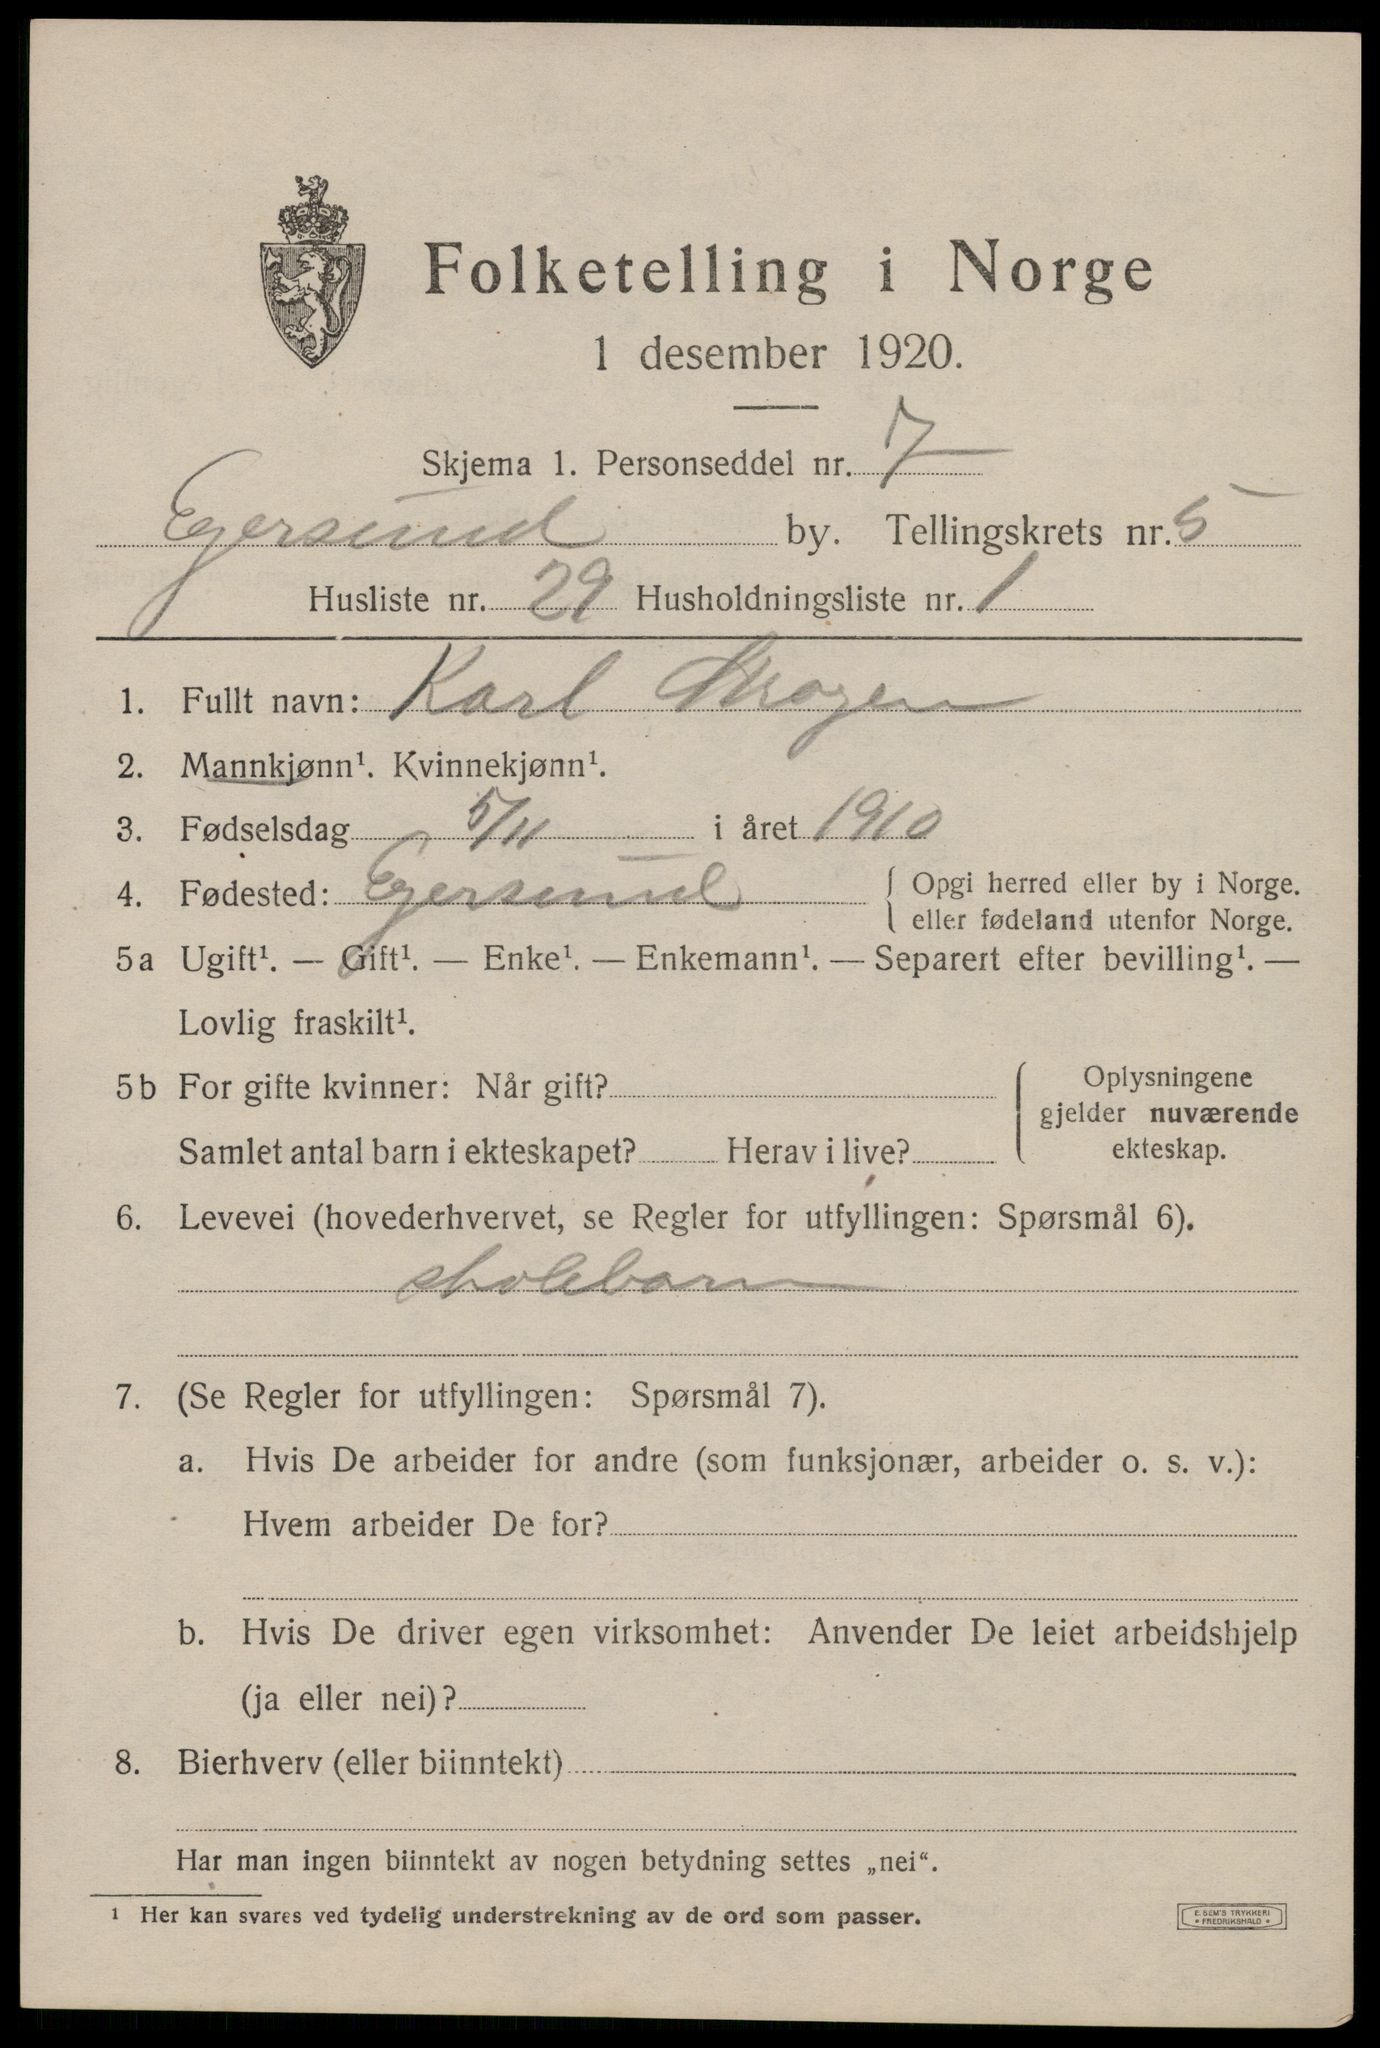 Folketelling i Norge
1 desember 1920.
Skjema 1. Personseddel nr. 7
Egersund by. Tellingskrets nr. 5
Husliste nr. 29 Husholdningsliste nr. 1
1. Fullt navn: Karl
2. Mannkjønn¹. Kvinnekjønn¹.
3. Fødselsdag 5/11 i året 1910
4. Fødested: Egersund { Opgi herred eller by i Norge.
eller fødeland utenfor Norge.
5a Ugift¹. — Gift¹. — Enke¹. — Enkemann¹. — Separert efter bevilling¹. —
Lovlig fraskilt¹.
5b For gifte kvinner: Når gift?
Samlet antal barn i ekteskapet? Herav i live?
Oplysningene
gjelder nuværende
ekteskap.
6. Levevei (hovederhvervet, se Regler for utfyllingen: Spørsmål 6).
skolebarn
7. (Se Regler for utfyllingen: Spørsmål 7).
a. Hvis De arbeider for andre (som funksjonær, arbeider o. s. v.):
Hvem arbeider De for?
b. Hvis De driver egen virksomhet: Anvender De leiet arbeidshjelp
(ja eller nei)?
8. Bierhverv (eller biinntekt)
Har man ingen biinntekt av nogen betydning settes „nei“.
¹ Her kan svares ved tydelig understrekning av de ord som passer.
E. SEM'S TRYKKERI
• FREDRIKSHALD •